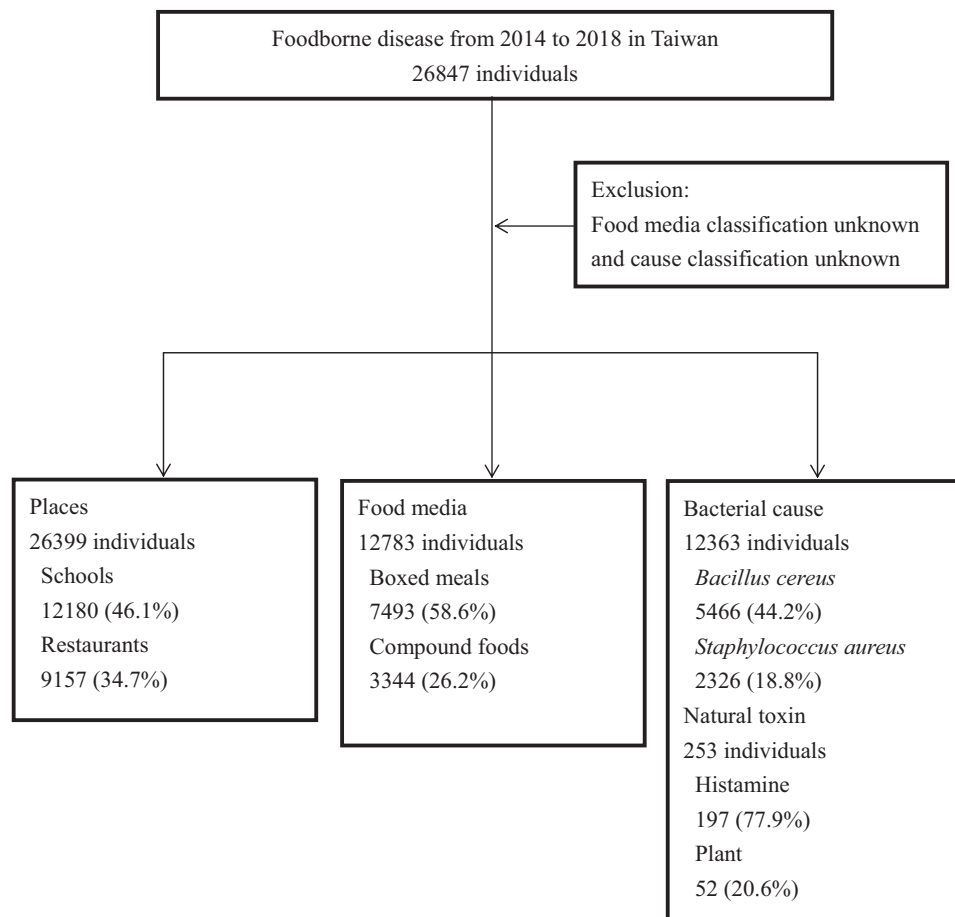 Foodborne disease from 2014 to 2018 in Taiwan
26847 individuals
Exclusion:
Food media classification unknown
and cause classification unknown
Places
26399 individuals
Schools
12180 (46.1%)
Restaurants
9157 (34.7%)
Food media
12783 individuals
Boxed meals
7493 (58.6%)
Compound foods
3344 (26.2%)
Bacterial cause
12363 individuals
Bacillus cereus
5466 (44.2%)
Staphylococcus aureus
2326 (18.8%)
Natural toxin
253 individuals
Histamine
197 (77.9%)
Plant
52 (20.6%)